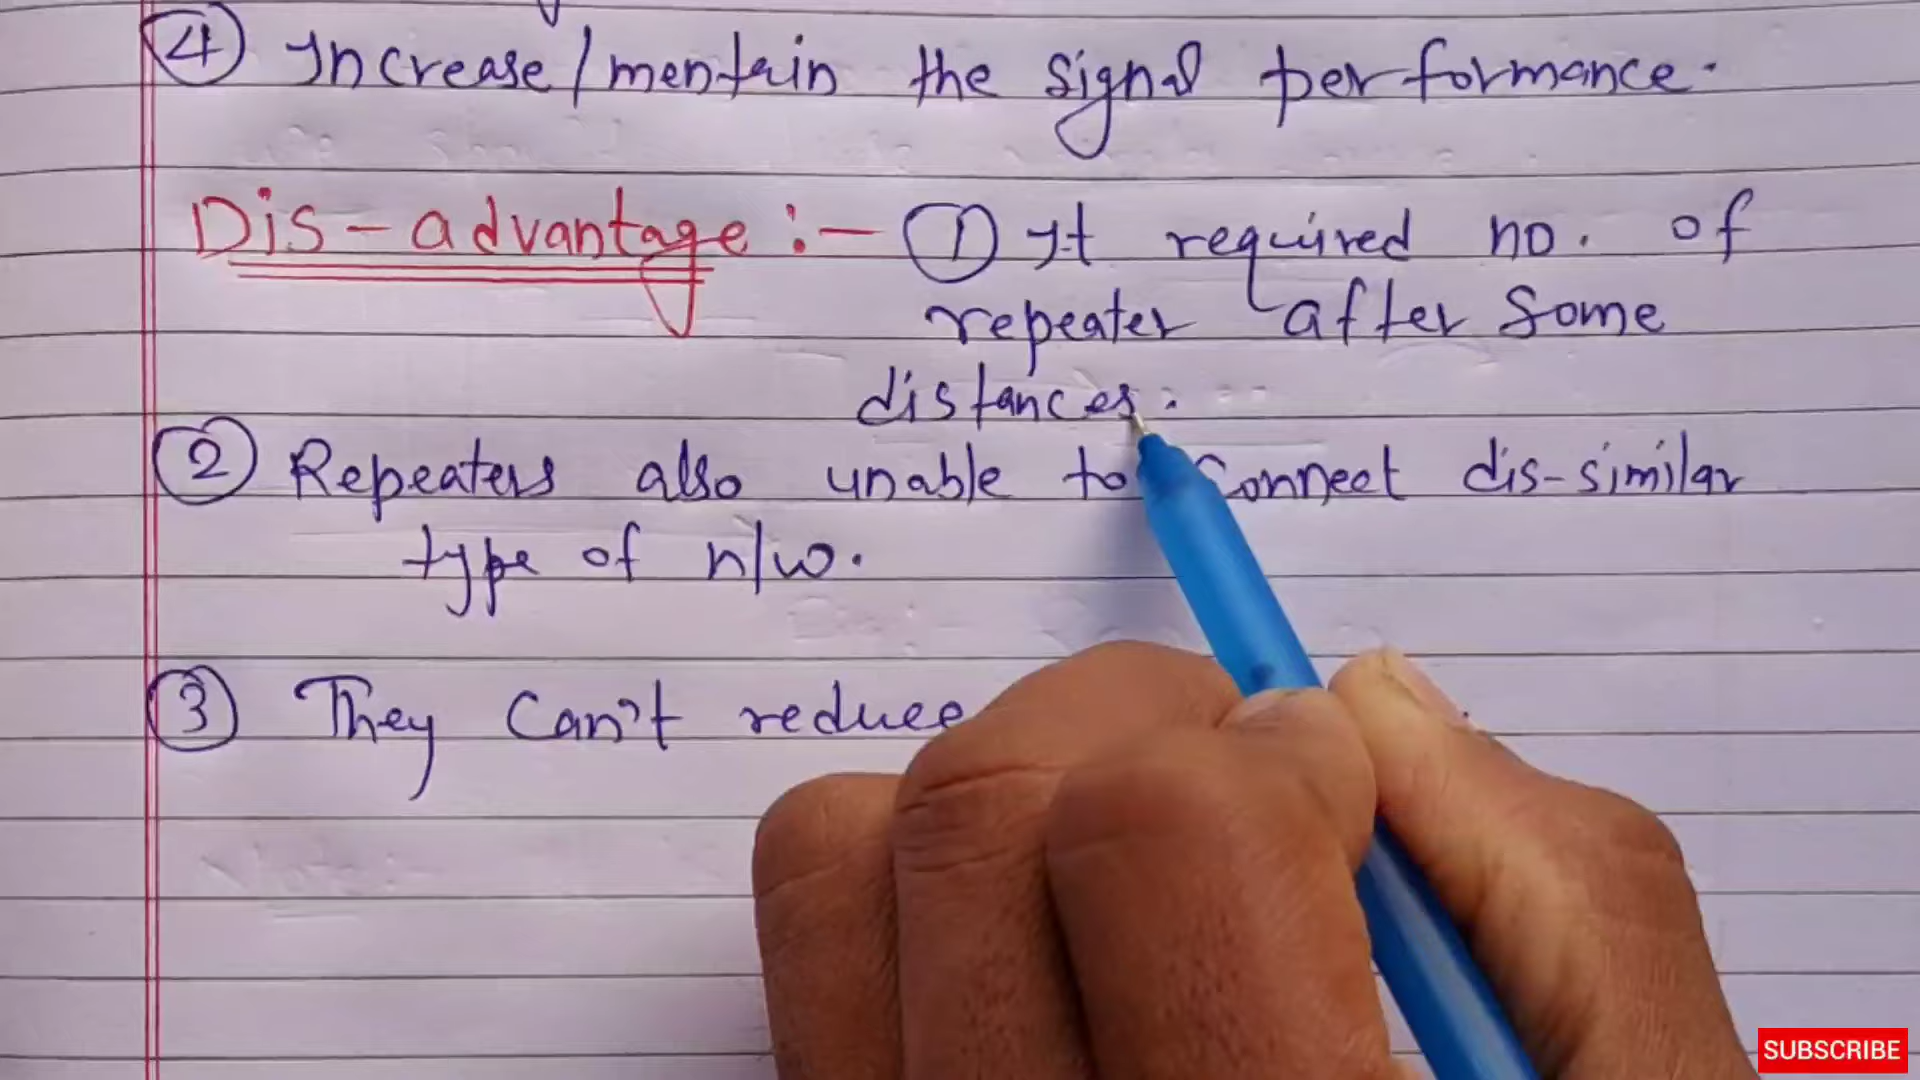 ④ Increase/mentain the signal performance.
Dis-advantage :- ① It required no. of
repeater after some
distances.
② Repeaters also unable to connect dis-similar
type of n/w.
③ They can't reduce
SUBSCRIBE